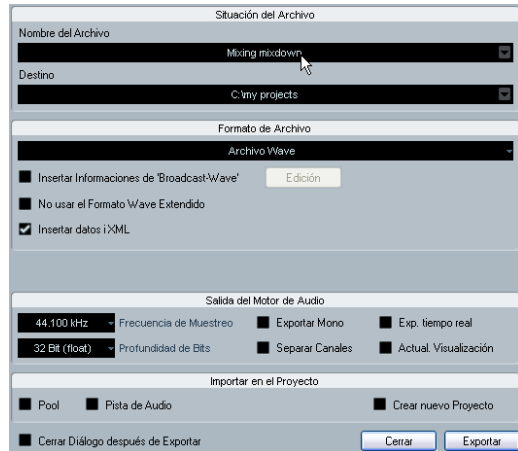 Situación del Archivo
Nombre del Archivo
Mixing mixdown
Destino
C:\my projects
Formato de Archivo
Archivo Wave
Insertar Informaciones de 'Broadcast-Wave' Edición
No usar el Formato Wave Extendido
Insertar datos iXML
Salida del Motor de Audio
44.100 kHz Frecuencia de Muestreo Exportar Mono Exp. tiempo real
32 Bit (float) Profundidad de Bits Separar Canales Actual. Visualización
Importar en el Proyecto
Pool Pista de Audio Crear nuevo Proyecto
Cerrar Diálogo después de Exportar Cerrar Exportar